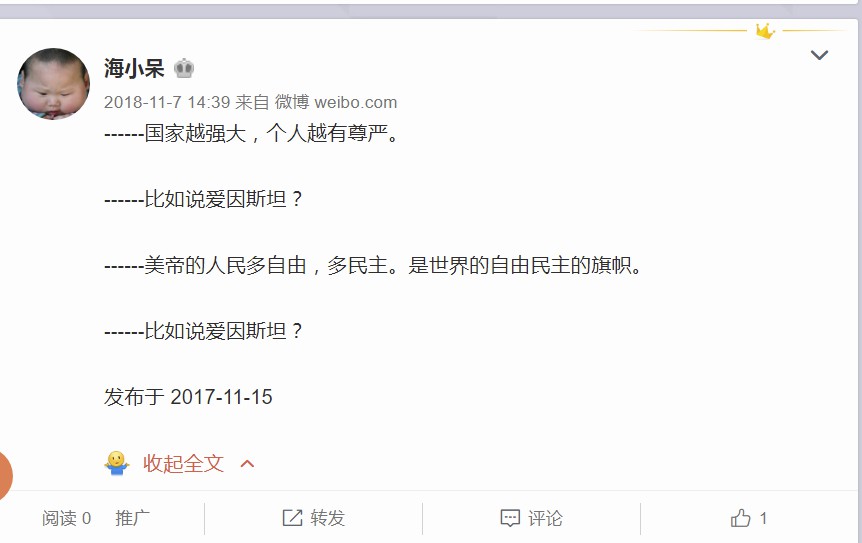 海小呆
2018-11-7 14:39 来自 微博 weibo.com
------国家越强大，个人越有尊严。
------比如说爱因斯坦？
------美帝的人民多自由，多民主。是世界的自由民主的旗帜。
------比如说爱因斯坦？
发布于 2017-11-15
收起全文
阅读 0 推广 转发 评论 1